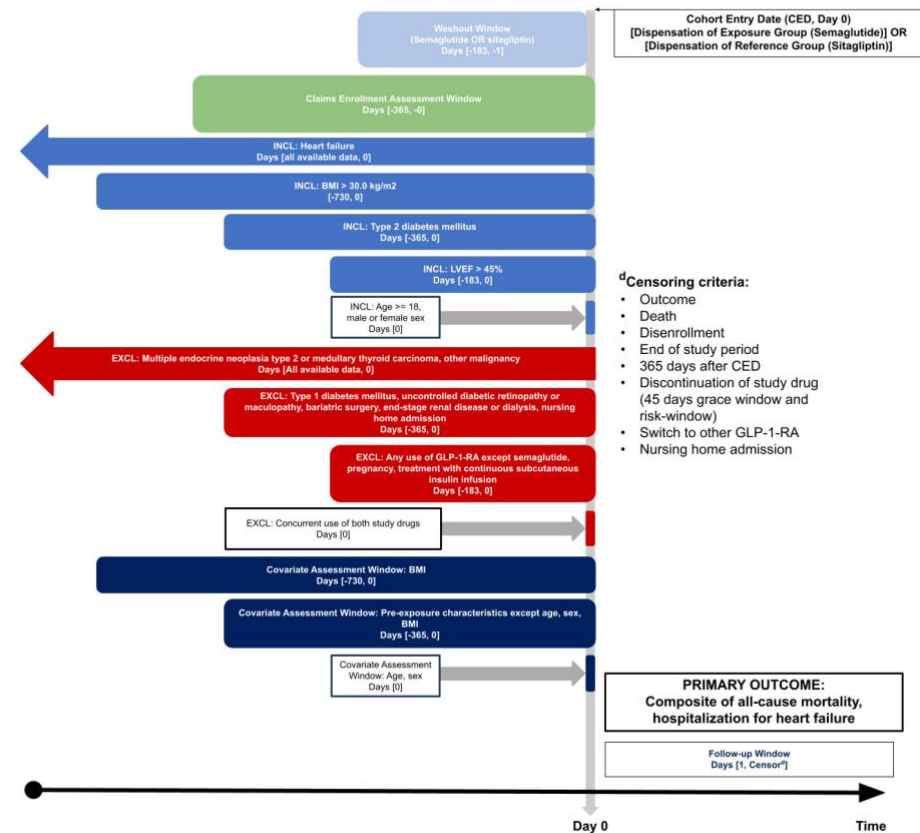 Washout Window
(Semaglutide OR sitagliptin)
Days [-183, -1]
Cohort Entry Date (CED, Day 0)
[Dispensation of Exposure Group (Semaglutide)] OR
[Dispensation of Reference Group (Sitagliptin)]
Claims Enrollment Assessment Window
Days [-365, -0]
INCL: Heart failure
Days [all available data, 0]
INCL: BMI > 30.0 kg/m2
[-730, 0]
INCL: Type 2 diabetes mellitus
Days [-365, 0]
INCL: LVEF > 45%
Days [-183, 0]
INCL: Age >= 18,
male or female sex
Days [0]
EXCL: Multiple endocrine neoplasia type 2 or medullary thyroid carcinoma, other malignancy
Days [All available data, 0]
EXCL: Type 1 diabetes mellitus, uncontrolled diabetic retinopathy or
maculopathy, bariatric surgery, end-stage renal disease or dialysis, nursing
home admission
Days [-365, 0]
EXCL: Any use of GLP-1-RA except semaglutide,
pregnancy, treatment with continuous subcutaneous
insulin infusion
Days [-183, 0]
EXCL: Concurrent use of both study drugs
Days [0]
Covariate Assessment Window: BMI
Days [-730, 0]
Covariate Assessment Window: Pre-exposure characteristics except age, sex,
BMI
Days [-365, 0]
Covariate Assessment
Window: Age, sex
Days [0]
dCensoring criteria:
• Outcome
• Death
• Disenrollment
• End of study period
• 365 days after CED
• Discontinuation of study drug
(45 days grace window and
risk-window)
• Switch to other GLP-1-RA
• Nursing home admission
PRIMARY OUTCOME:
Composite of all-cause mortality,
hospitalization for heart failure
Follow-up Window
Days [1, Censord]
Day 0
Time